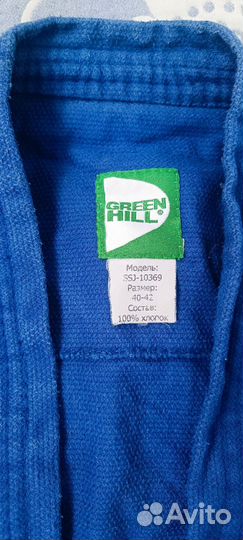 GREEN
HILL®
Модель:
SSJ-10369
Размер:
40-42
Состав:
100% хлопок
Avito